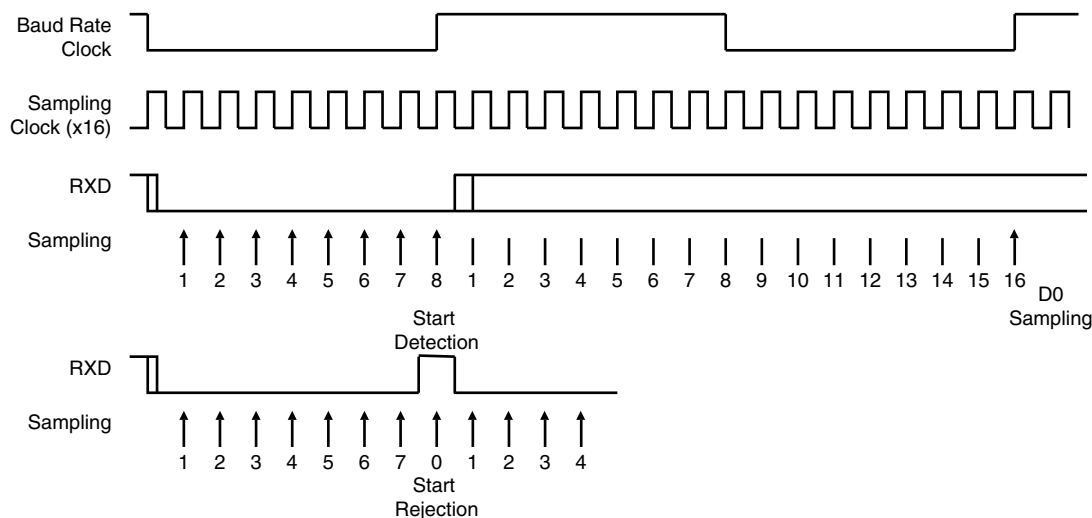 Baud Rate
Clock
Sampling
Clock (x16)
RXD
Sampling
1 2 3 4 5 6 7 8 1 2 3 4 5 6 7 8 9 10 11 12 13 14 15 16
D0
Sampling
Start
Detection
RXD
Sampling
1 2 3 4 5 6 7 0 1 2 3 4
Start
Rejection